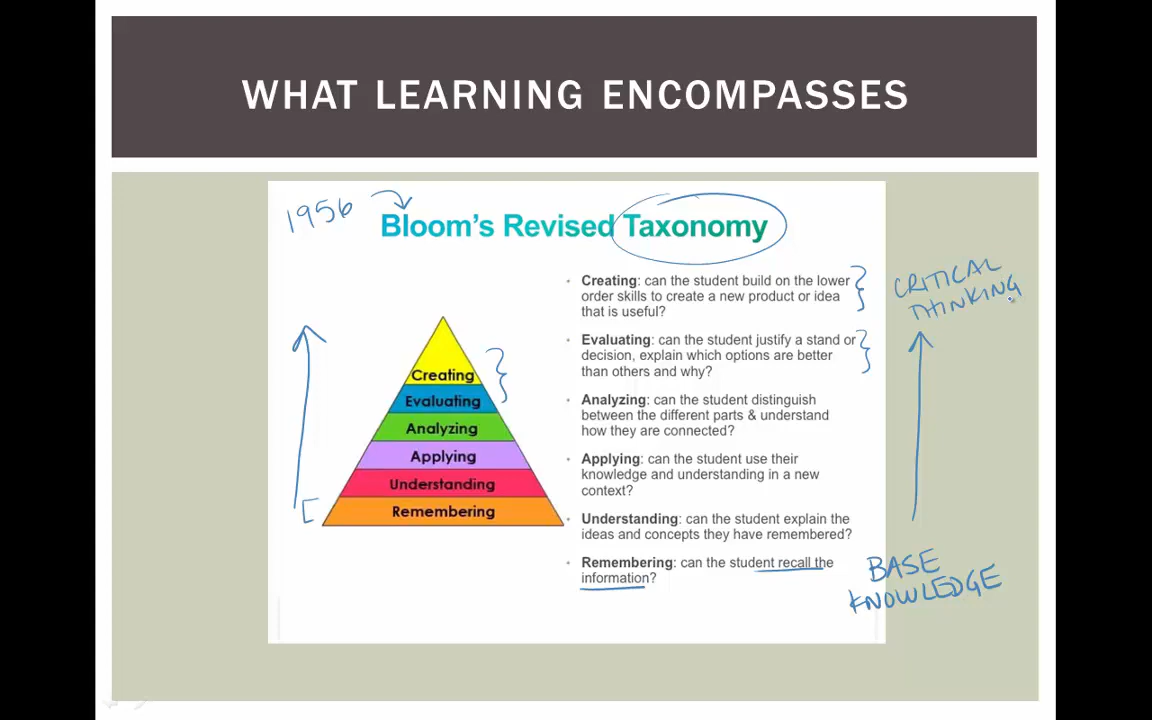 WHAT LEARNING ENCOMPASSES
1956
Bloom's Revised Taxonomy
Creating
Evaluating
Analyzing
Applying
Understanding
Remembering
• Creating: can the student build on the lower
order skills to create a new product or idea
that is useful?
• Evaluating: can the student justify a stand or
decision, explain which options are better
than others and why?
• Analyzing: can the student distinguish
between the different parts & understand
how they are connected?
• Applying: can the student use their
knowledge and understanding in a new
context?
• Understanding: can the student explain the
ideas and concepts they have remembered?
• Remembering: can the student recall the
information?
CRITICAL
THINKING
BASE
KNOWLEDGE